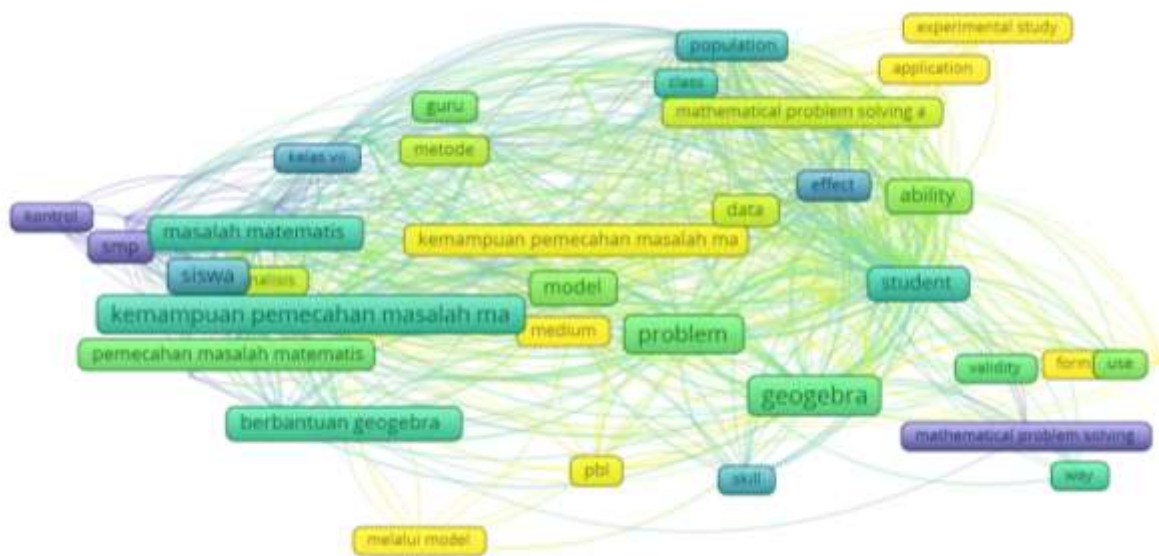 experimental study
population
application
class
mathematical problem solving a
guru
metode
kelas vii
effect
ability
data
kontrol
masalah matematis
kemampuan pemecahan masalah ma
smp
siswa
nalisis
student
model
kemampuan pemecahan masalah ma
medium
problem
pemecahan masalah matematis
validity
form
use
geogebra
berbantuan geogebra
mathematical problem solving
pbl
skill
way
melalui model